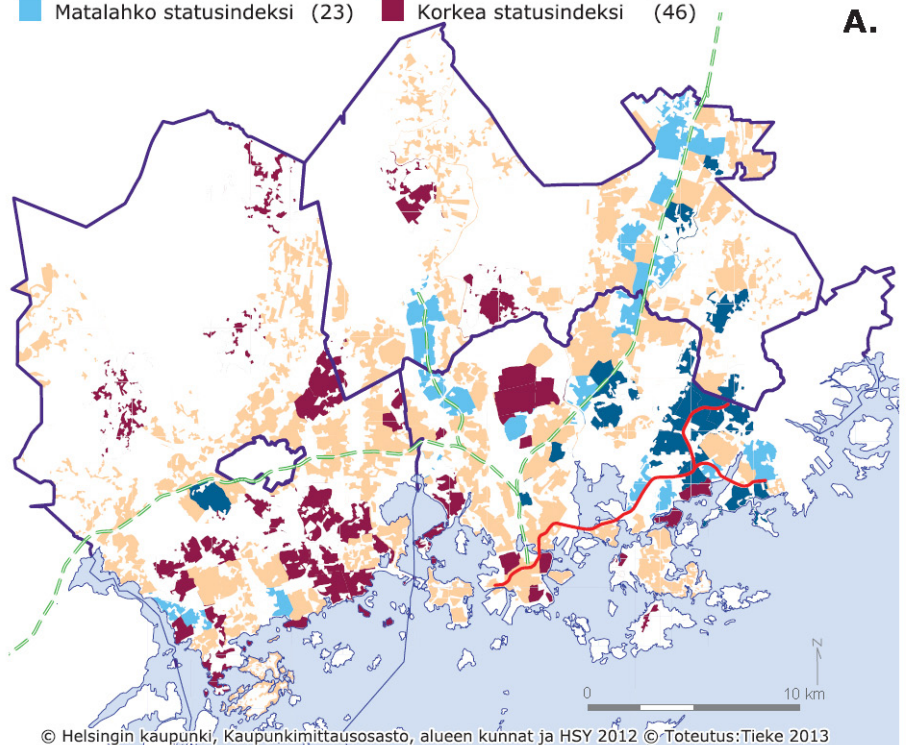 Matalahko statusindeksi (23) Korkea statusindeksi (46)
A.
N
0 10 km
© Helsingin kaupunki, Kaupunkimittausosasto, alueen kunnat ja HSY 2012 © Toteutus:Tieke 2013